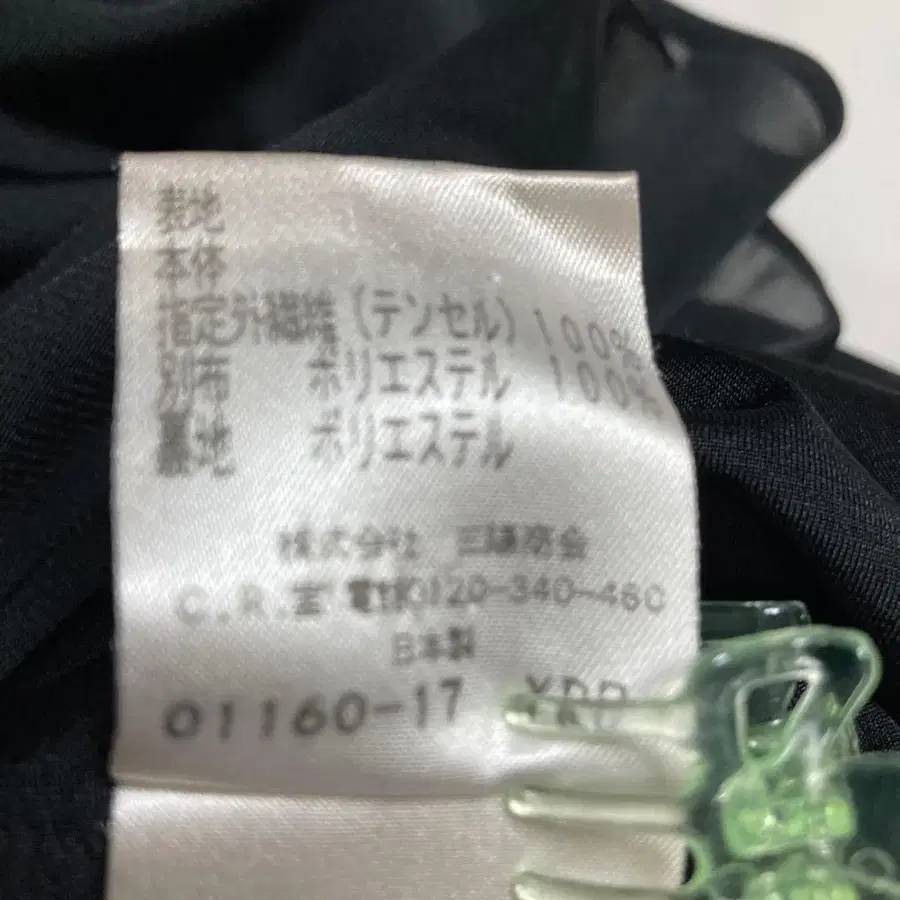 表地
本体
指定外繊維(テンセル) 100%
別布 ポリエステル 100%
裏地 ポリエステル
株式会社 三陽商会
C.R.室 電話0120-340-460
日本製
01160-17